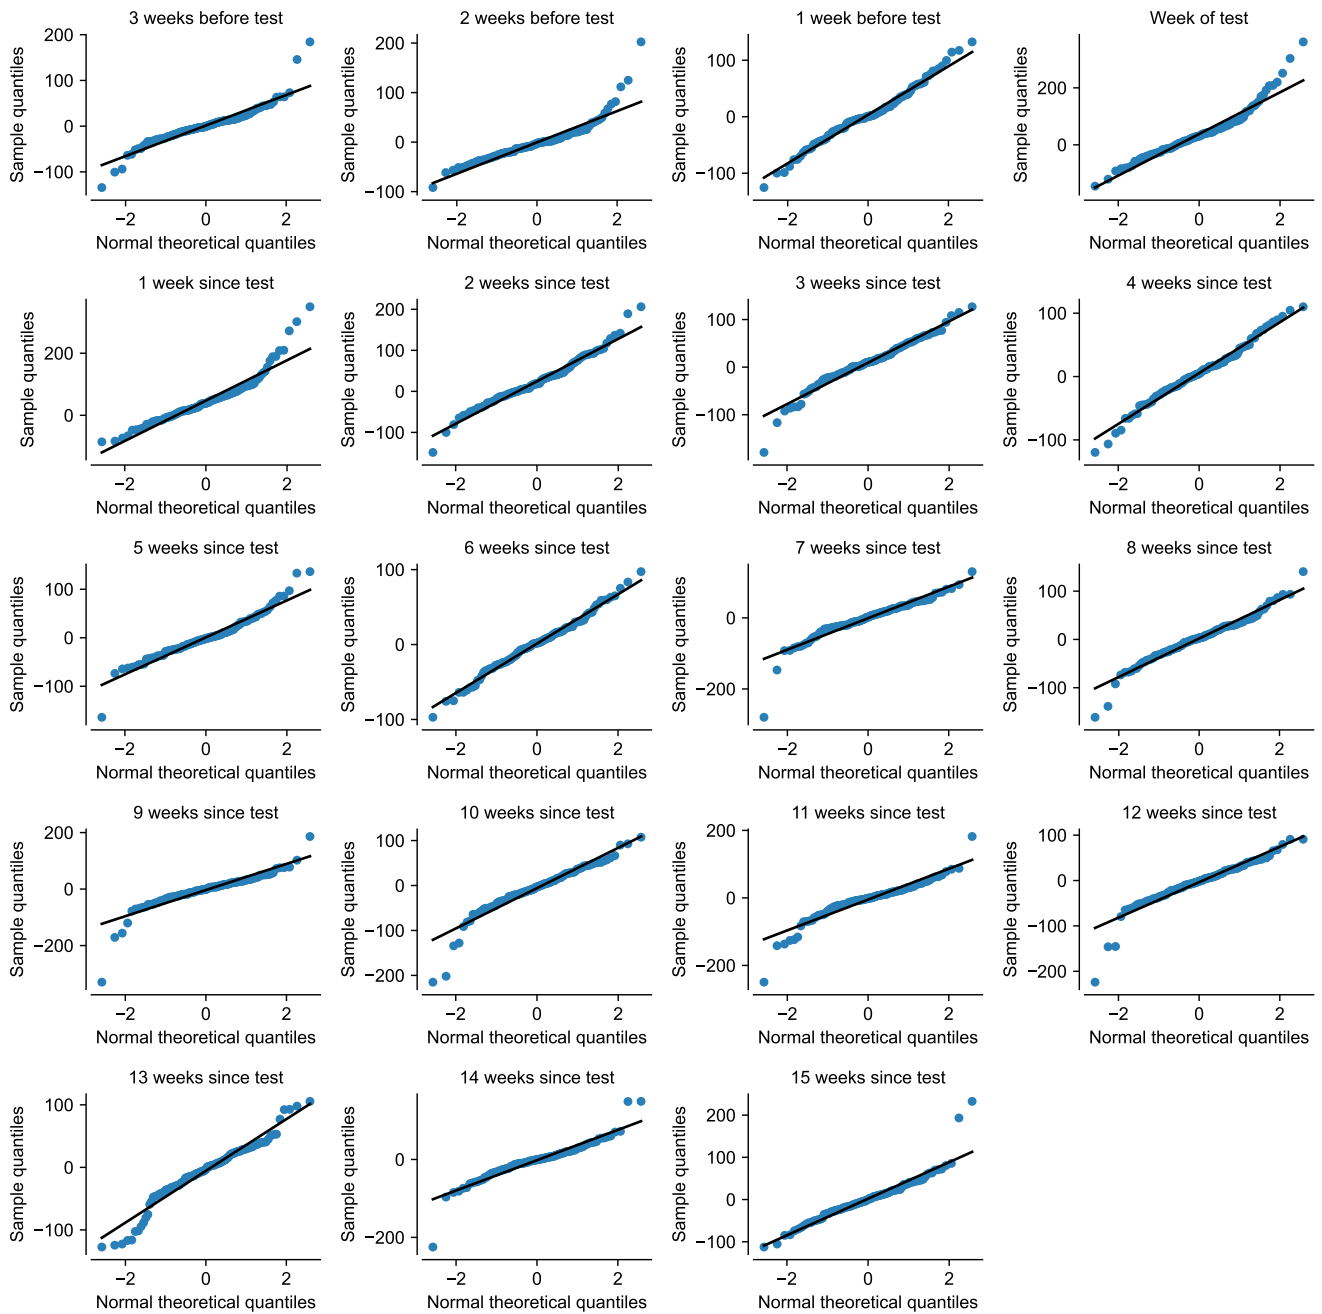 3 weeks before test
2 weeks before test
1 week before test
Week of test
Sample quantiles
200
100
0
−100
−2
0
2
Normal theoretical quantiles
Sample quantiles
200
100
0
−100
−2
0
2
Normal theoretical quantiles
Sample quantiles
100
0
−100
−2
0
2
Normal theoretical quantiles
Sample quantiles
200
0
−2
0
2
Normal theoretical quantiles
1 week since test
2 weeks since test
3 weeks since test
4 weeks since test
Sample quantiles
200
0
−2
0
2
Normal theoretical quantiles
Sample quantiles
200
100
0
−100
−2
0
2
Normal theoretical quantiles
Sample quantiles
100
0
−100
−2
0
2
Normal theoretical quantiles
Sample quantiles
100
0
−100
−2
0
2
Normal theoretical quantiles
5 weeks since test
6 weeks since test
7 weeks since test
8 weeks since test
Sample quantiles
100
0
−100
−2
0
2
Normal theoretical quantiles
Sample quantiles
100
0
−100
−2
0
2
Normal theoretical quantiles
Sample quantiles
0
−200
−2
0
2
Normal theoretical quantiles
Sample quantiles
100
0
−100
−2
0
2
Normal theoretical quantiles
9 weeks since test
10 weeks since test
11 weeks since test
12 weeks since test
Sample quantiles
200
0
−200
−2
0
2
Normal theoretical quantiles
Sample quantiles
100
0
−100
−200
−2
0
2
Normal theoretical quantiles
Sample quantiles
200
0
−200
−2
0
2
Normal theoretical quantiles
Sample quantiles
100
0
−100
−200
−2
0
2
Normal theoretical quantiles
13 weeks since test
14 weeks since test
15 weeks since test
Sample quantiles
100
0
−100
−2
0
2
Normal theoretical quantiles
Sample quantiles
0
−200
−2
0
2
Normal theoretical quantiles
Sample quantiles
200
100
0
−100
−2
0
2
Normal theoretical quantiles